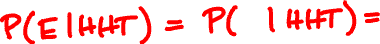 P(E|HHT) = P( | HHT) =